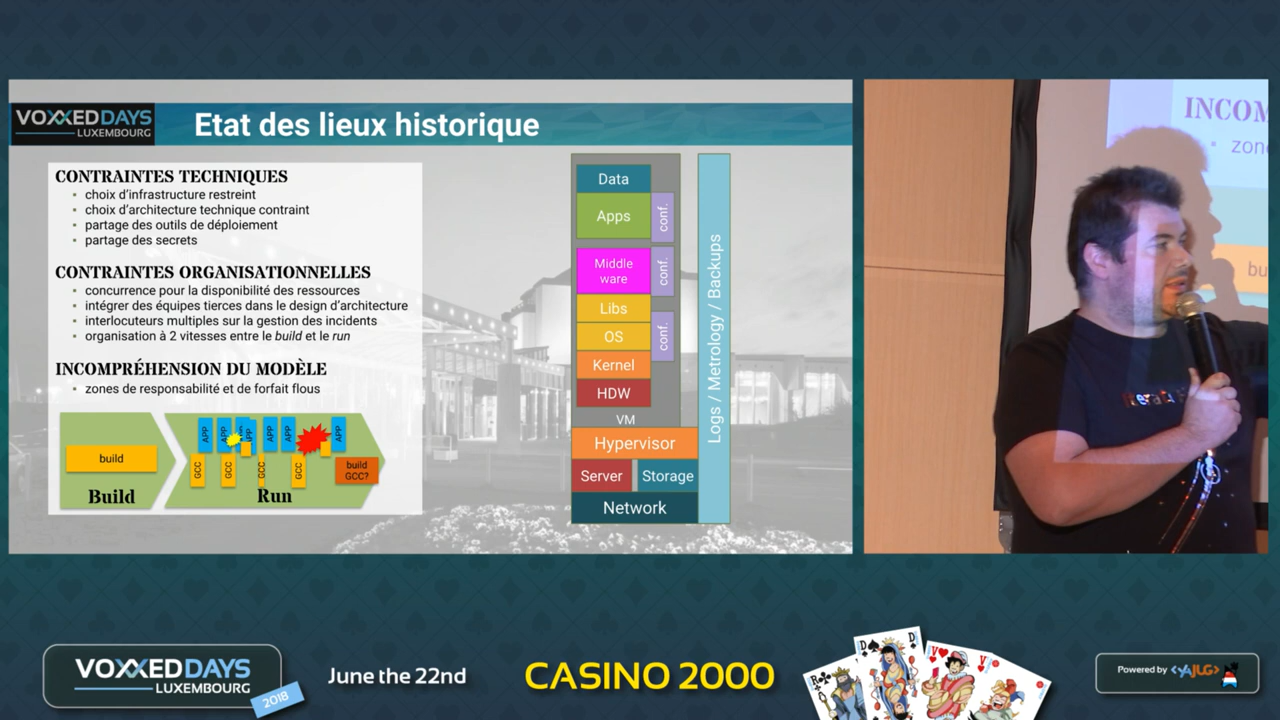 VOXXEDDAYS
LUXEMBOURG
Etat des lieux historique
CONTRAINTES TECHNIQUES
▪ choix d'infrastructure restreint
▪ choix d'architecture technique contraint
▪ partage des outils de déploiement
▪ partage des secrets
CONTRAINTES ORGANISATIONNELLES
▪ concurrence pour la disponibilité des ressources
▪ intégrer des équipes tierces dans le design d'architecture
▪ interlocuteurs multiples sur la gestion des incidents
▪ organisation à 2 vitesses entre le build et le run
INCOMPRÉHENSION DU MODÈLE
▪ zones de responsabilité et de forfait flous
build
Build
APP
APP
APP
APP
APP
APP
GCC
GCC
GCC
GCC
build
GCC?
Run
Data
Apps
conf.
Middle
ware
conf.
Libs
OS
conf.
Kernel
HDW
VM
Hypervisor
Server
Storage
Network
Logs / Metrology / Backups
INCOM
▪ zon
bu
VOXXEDDAYS
LUXEMBOURG
2018
June the 22nd
CASINO 2000
R
D
D
V
V
Powered by <YAJUG>